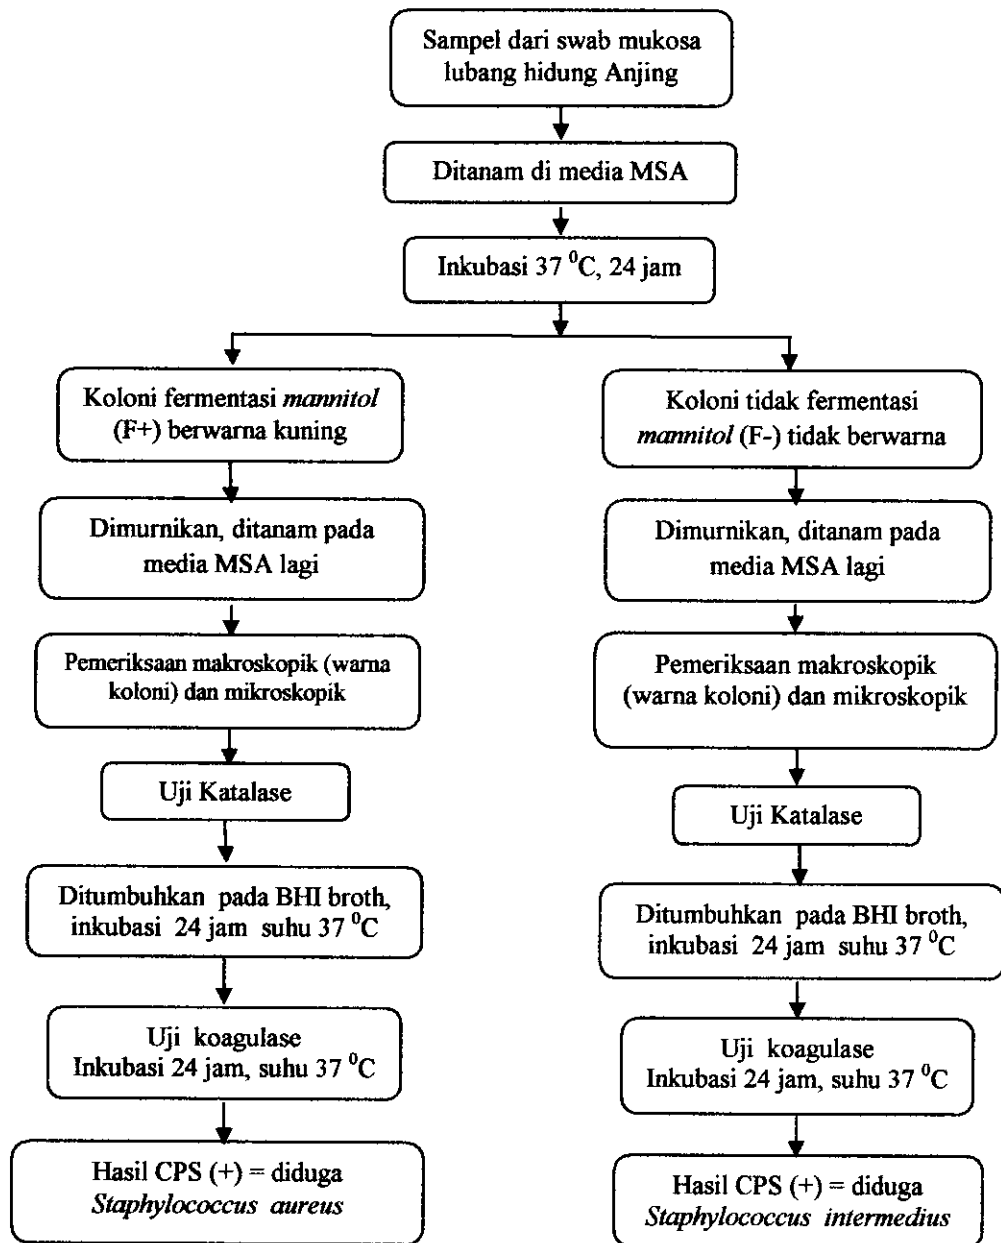 Sampel dari swab mukosa
lubang hidung Anjing
Ditanam di media MSA
Inkubasi 37 ⁰C, 24 jam
Koloni fermentasi mannitol
(F+) berwarna kuning
Dimurnikan, ditanam pada
media MSA lagi
Pemeriksaan makroskopik (warna
koloni) dan mikroskopik
Uji Katalase
Ditumbuhkan pada BHI broth,
inkubasi 24 jam suhu 37 ⁰C
Uji koagulase
Inkubasi 24 jam, suhu 37 ⁰C
Hasil CPS (+) = diduga
Staphylococcus aureus
Koloni tidak fermentasi
mannitol (F-) tidak berwarna
Dimurnikan, ditanam pada
media MSA lagi
Pemeriksaan makroskopik
(warna koloni) dan mikroskopik
Uji Katalase
Ditumbuhkan pada BHI broth,
inkubasi 24 jam suhu 37 ⁰C
Uji koagulase
Inkubasi 24 jam, suhu 37 ⁰C
Hasil CPS (+) = diduga
Staphylococcus intermedius